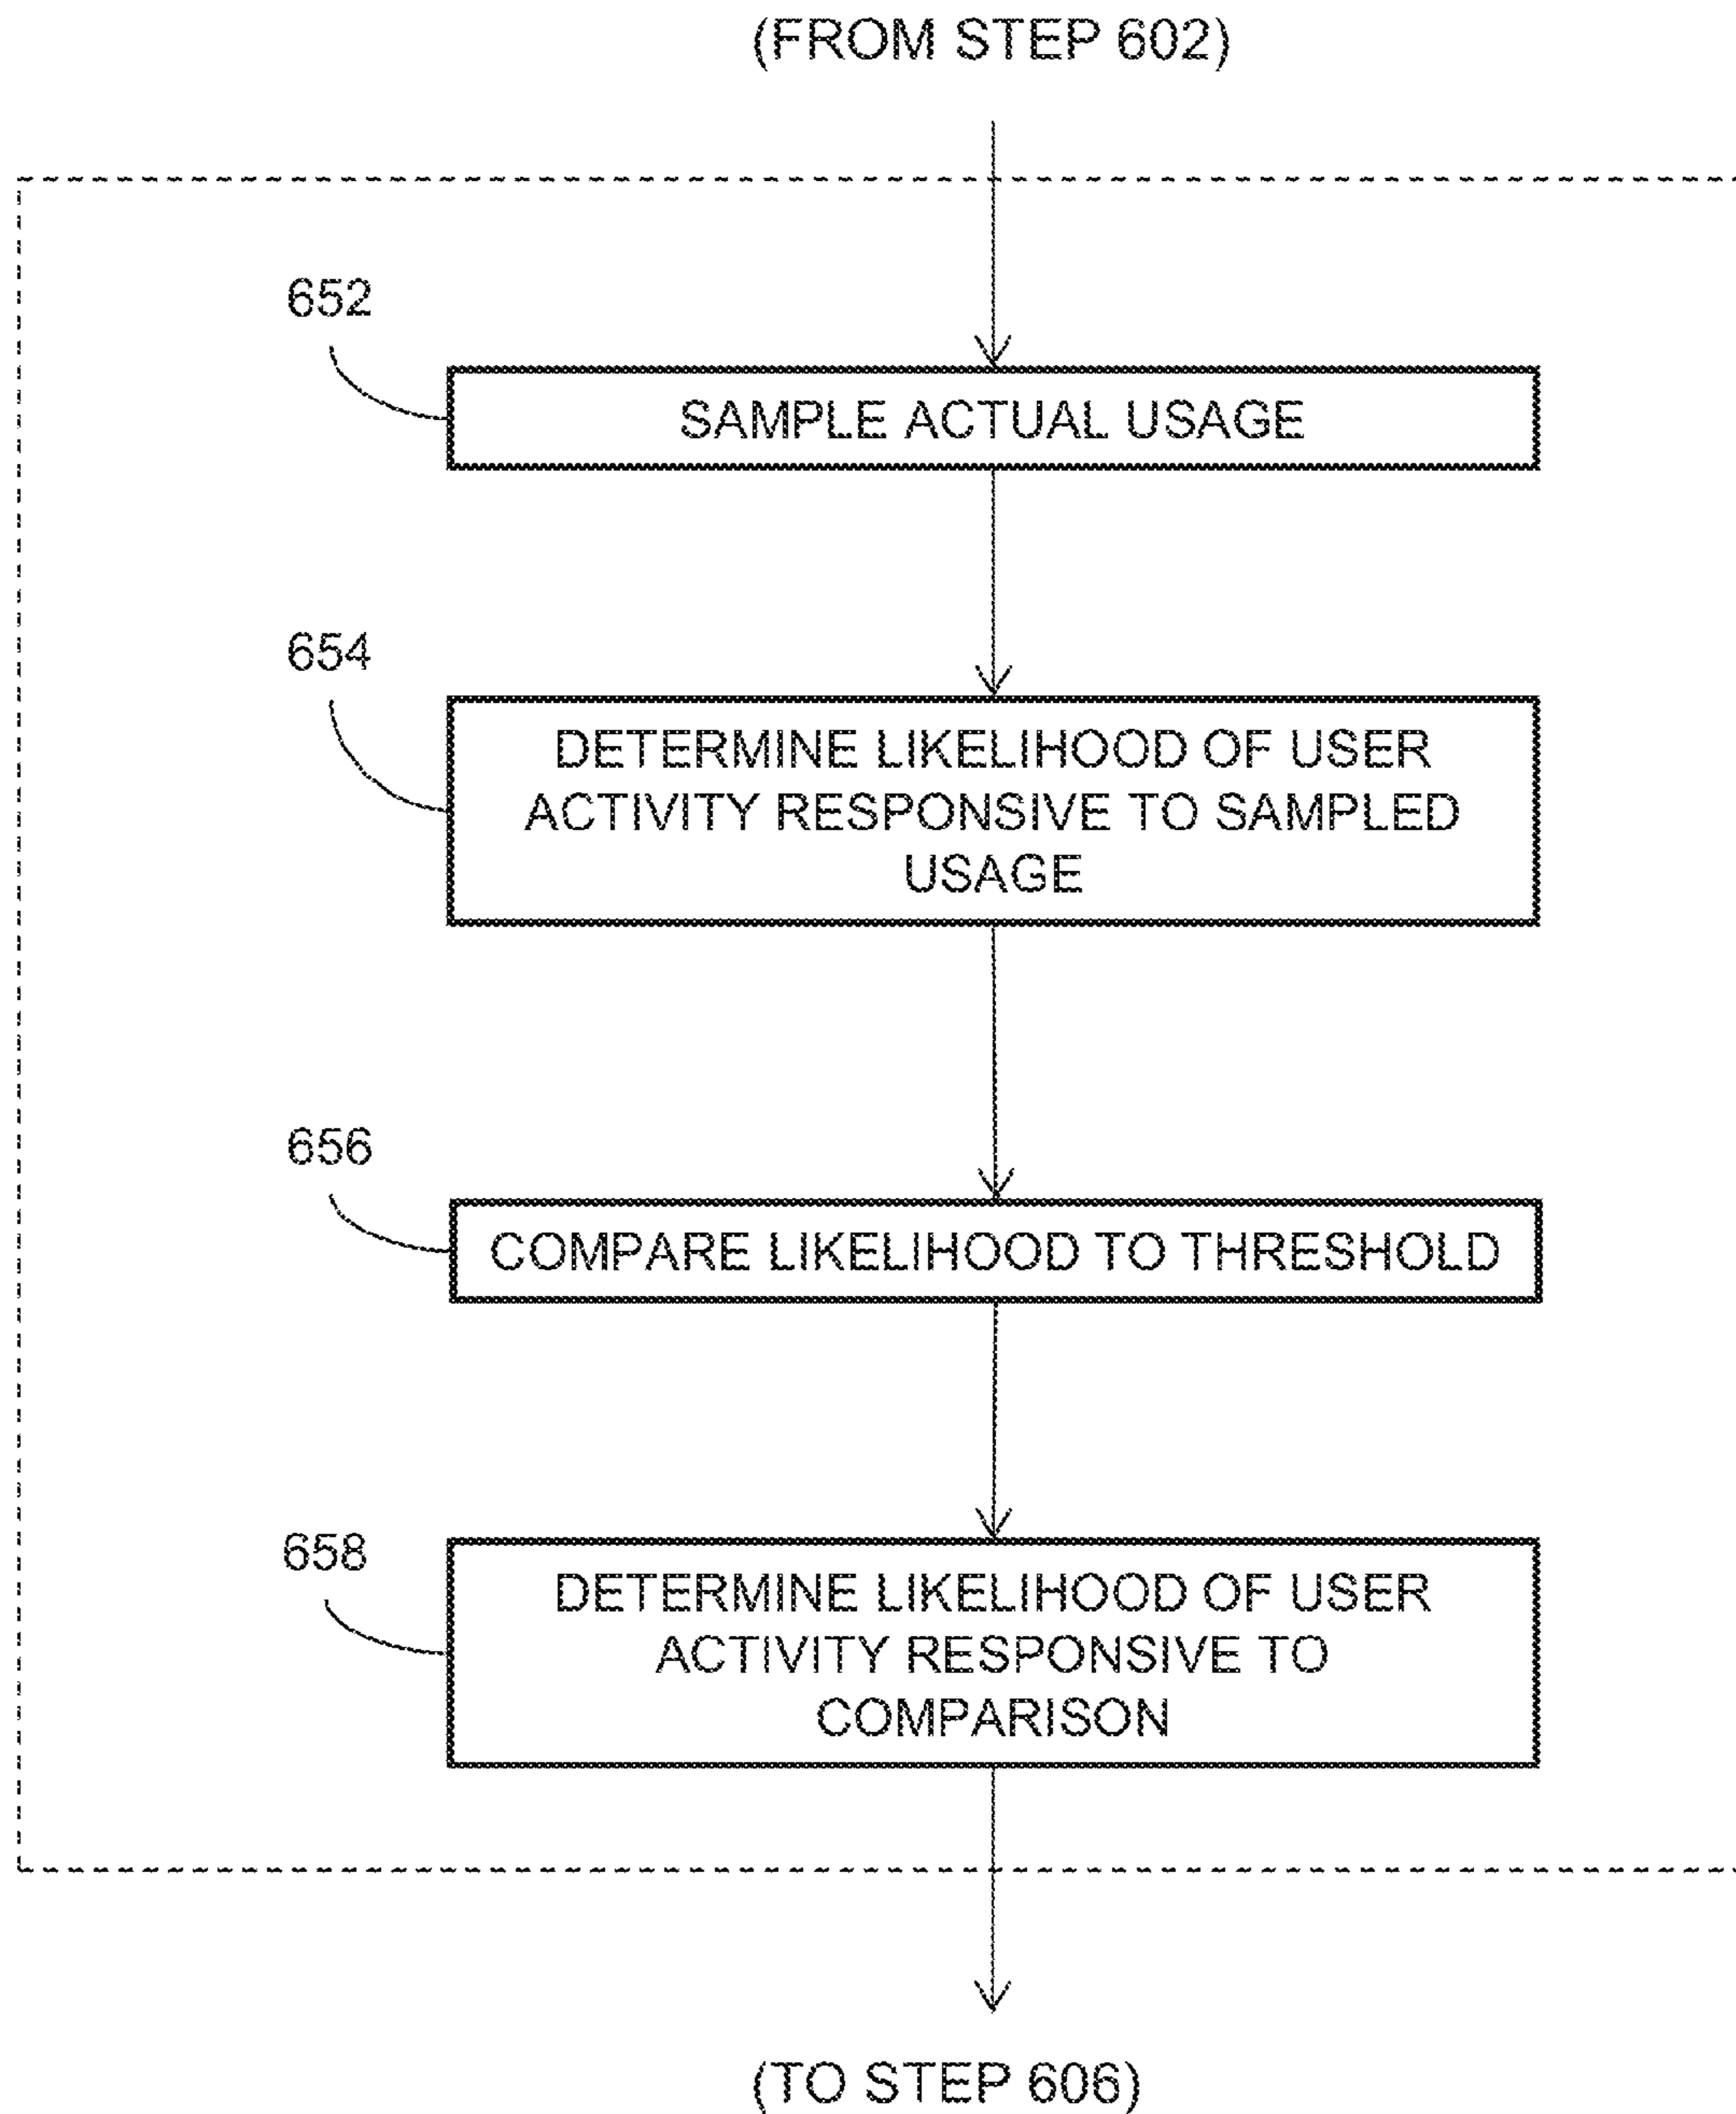 (FROM STEP 602)
652
SAMPLE ACTUAL USAGE
654
DETERMINE LIKELIHOOD OF USER
ACTIVITY RESPONSIVE TO SAMPLED
USAGE
656
COMPARE LIKELIHOOD TO THRESHOLD
658
DETERMINE LIKELIHOOD OF USER
ACTIVITY RESPONSIVE TO
COMPARISON
(TO STEP 606)